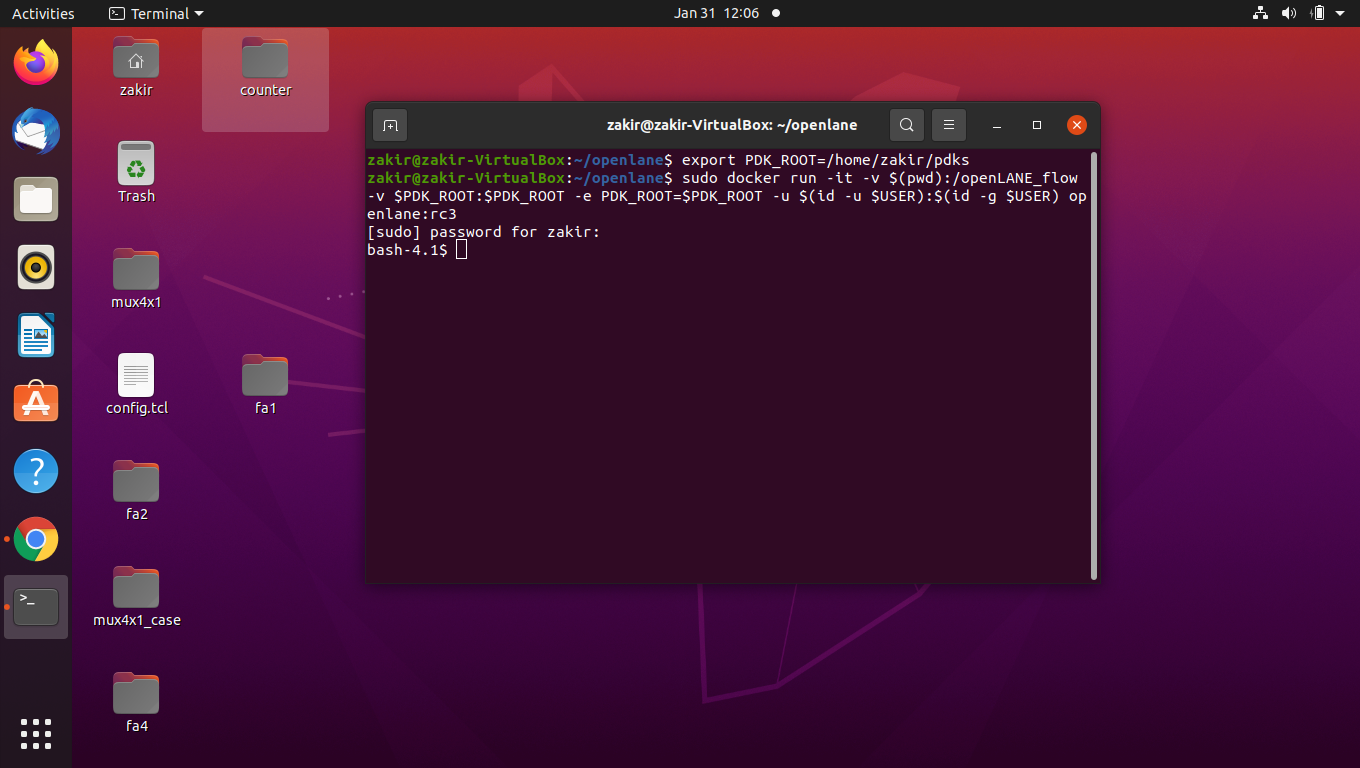 Activities
Terminal
Jan 31 12:06
zakir
counter
Trash
mux4x1
config.tcl
fa1
fa2
mux4x1_case
fa4
zakir@zakir-VirtualBox: ~/openlane
zakir@zakir-VirtualBox:~/openlane$ export PDK_ROOT=/home/zakir/pdks
zakir@zakir-VirtualBox:~/openlane$ sudo docker run -it -v $(pwd):/openLANE_flow
-v $PDK_ROOT:$PDK_ROOT -e PDK_ROOT=$PDK_ROOT -u $(id -u $USER):$(id -g $USER) op
enlane:rc3
[sudo] password for zakir:
bash-4.1$